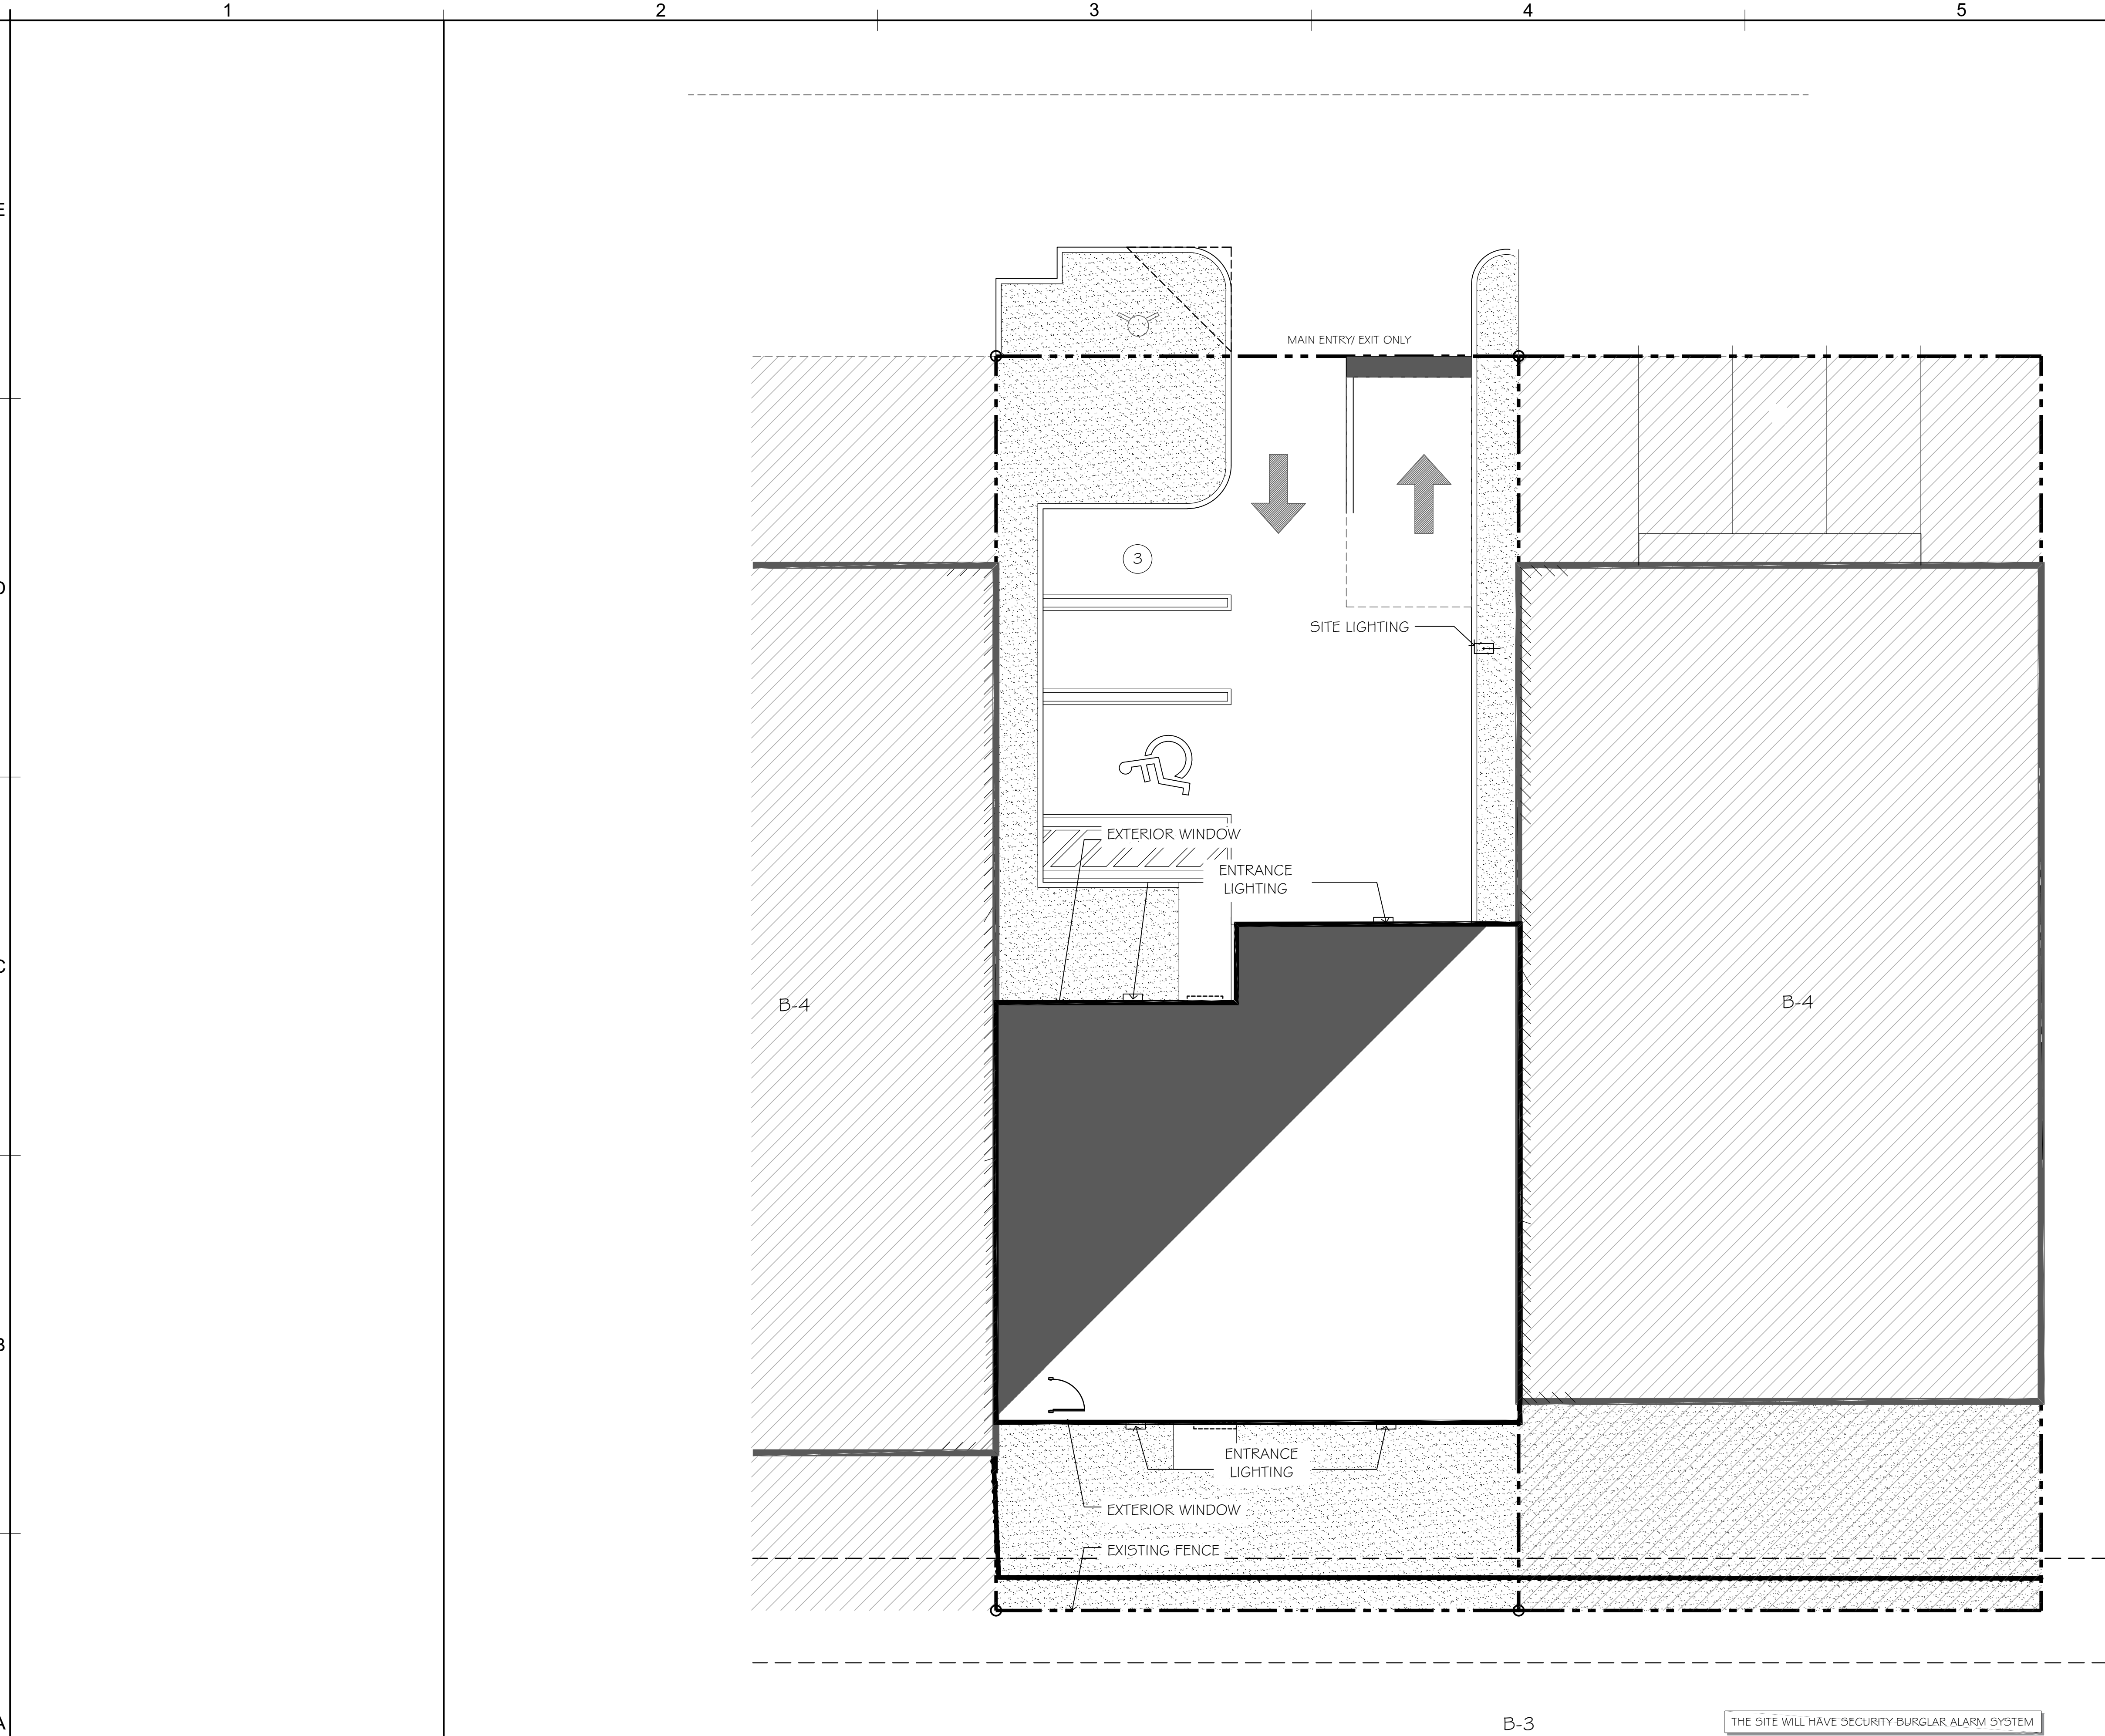 1 2 3 4 5
E
MAIN ENTRY/ EXIT ONLY
3
D
SITE LIGHTING
EXTERIOR WINDOW
ENTRANCE
LIGHTING
C
B-4
B-4
B
ENTRANCE
LIGHTING
EXTERIOR WINDOW
EXISTING FENCE
A
B-3
THE SITE WILL HAVE SECURITY BURGLAR ALARM SYSTEM